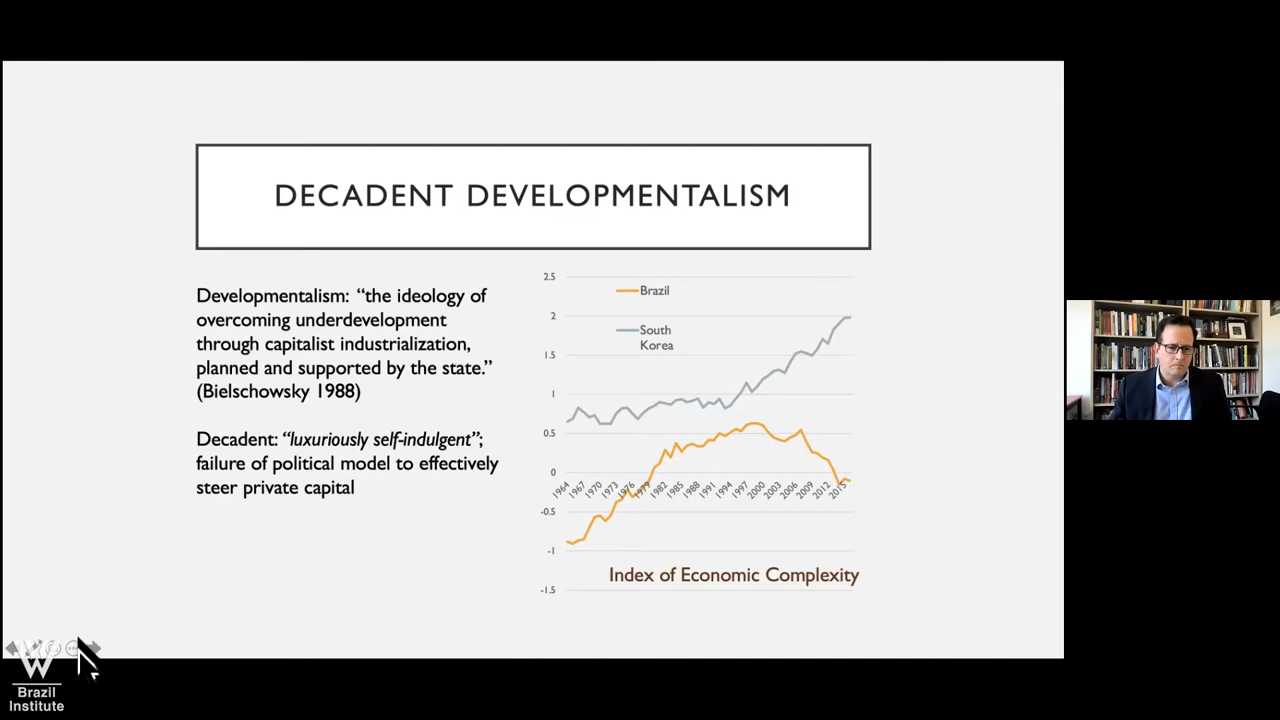 DECADENT DEVELOPMENTALISM
Developmentalism: “the ideology of
overcoming underdevelopment
through capitalist industrialization,
planned and supported by the state.”
(Bielschowsky 1988)
Decadent: “luxuriously self-indulgent”;
failure of political model to effectively
steer private capital
2.5
2
1.5
1
0.5
0
-0.5
-1
-1.5
Brazil
South
Korea
1964
1967
1970
1973
1976
1979
1982
1985
1988
1991
1994
1997
2000
2003
2006
2009
2012
2015
Index of Economic Complexity
W
Brazil
Institute